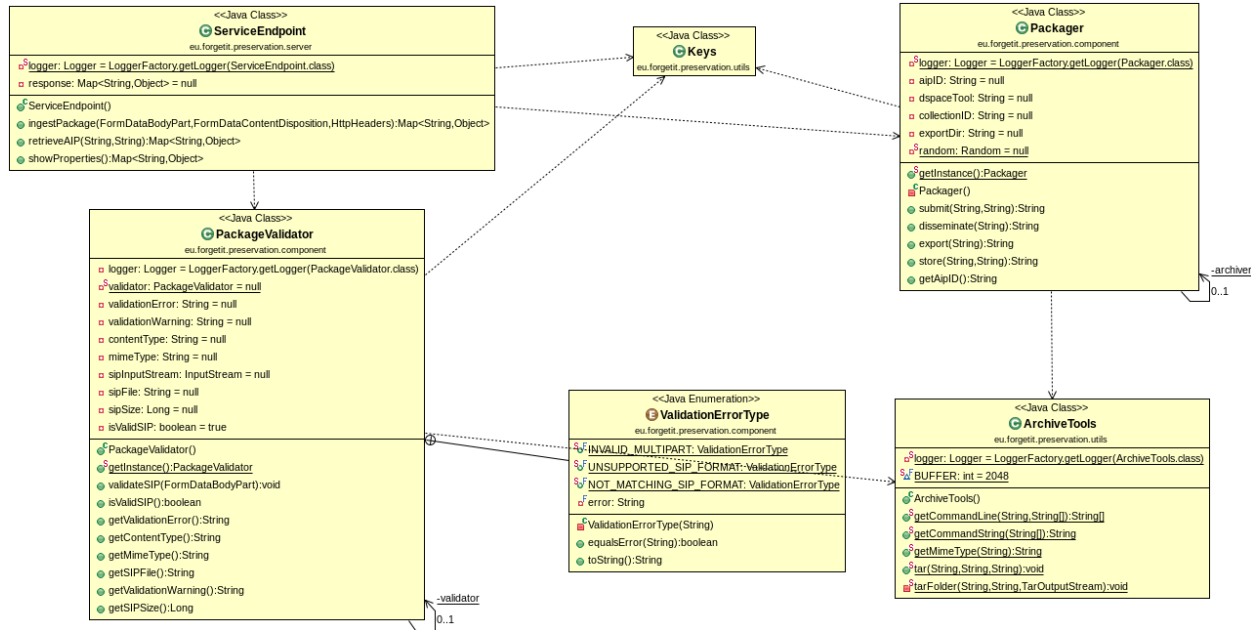 <<Java Class>>
ServiceEndpoint
eu.forgetit.preservation.server
logger: Logger = LoggerFactory.getLogger(ServiceEndpoint.class)
response: Map<String,Object> = null
ServiceEndpoint()
ingestPackage(FormDataBodyPart,FormDataContentDisposition,HttpHeaders):Map<String,Object>
retrieveAIP(String,String):Map<String,Object>
showProperties():Map<String,Object>
<<Java Class>>
Keys
eu.forgetit.preservation.utils
<<Java Class>>
Packager
eu.forgetit.preservation.component
logger: Logger = LoggerFactory.getLogger(Packager.class)
aipID: String = null
dspaceTool: String = null
collectionID: String = null
exportDir: String = null
random: Random = null
getInstance():Packager
Packager()
submit(String,String):String
disseminate(String):String
export(String):String
store(String,String):String
getAipID():String
-archiver
0..1
<<Java Class>>
PackageValidator
eu.forgetit.preservation.component
logger: Logger = LoggerFactory.getLogger(PackageValidator.class)
validator: PackageValidator = null
validationError: String = null
validationWarning: String = null
contentType: String = null
mimeType: String = null
sipInputStream: InputStream = null
sipFile: String = null
sipSize: Long = null
isValidSIP: boolean = true
PackageValidator()
getInstance():PackageValidator
validateSIP(FormDataBodyPart):void
isValidSIP():boolean
getValidationError():String
getContentType():String
getMimeType():String
getSIPFile():String
getValidationWarning():String
getSIPSize():Long
-validator
0..1
<<Java Enumeration>>
ValidationErrorType
eu.forgetit.preservation.component
INVALID_MULTIPART: ValidationErrorType
UNSUPPORTED_SIP_FORMAT: ValidationErrorType
NOT_MATCHING_SIP_FORMAT: ValidationErrorType
error: String
ValidationErrorType(String)
equalsError(String):boolean
toString():String
<<Java Class>>
ArchiveTools
eu.forgetit.preservation.utils
logger: Logger = LoggerFactory.getLogger(ArchiveTools.class)
BUFFER: int = 2048
ArchiveTools()
getCommandLine(String,String[]):String[]
getCommandString(String[]):String
getMimeType(String):String
tar(String,String,String):void
tarFolder(String,String,TarOutputStream):void